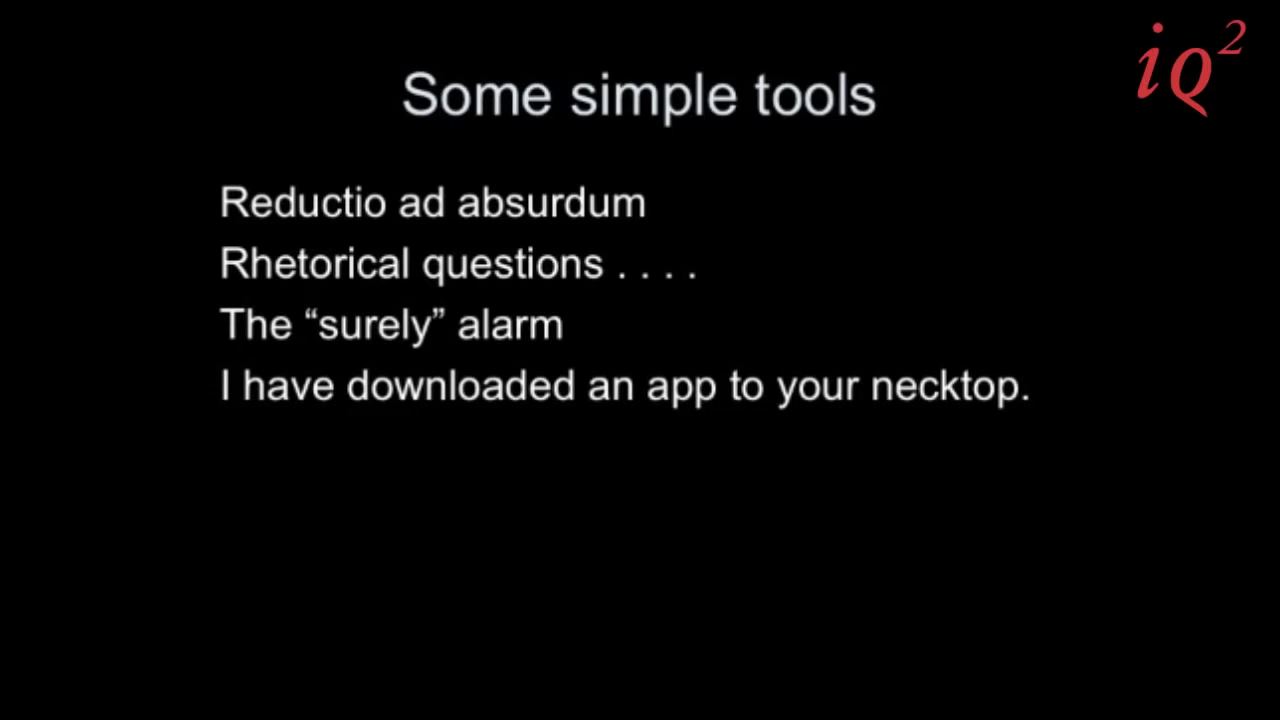 iq²
Some simple tools
Reductio ad absurdum
Rhetorical questions . . . .
The “surely” alarm
I have downloaded an app to your necktop.